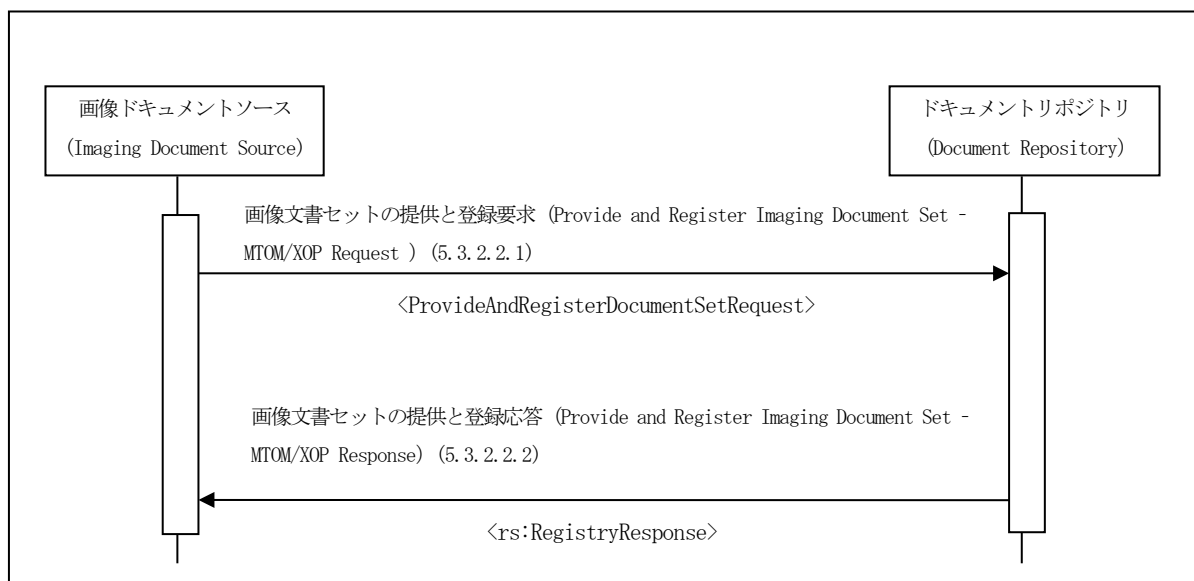 画像ドキュメントソース
(Imaging Document Source)
ドキュメントリポジトリ
(Document Repository)
画像文書セットの提供と登録要求 (Provide and Register Imaging Document Set -
MTOM/XOP Request ) (5.3.2.2.1)
<ProvideAndRegisterDocumentSetRequest>
画像文書セットの提供と登録応答 (Provide and Register Imaging Document Set -
MTOM/XOP Response) (5.3.2.2.2)
<rs:RegistryResponse>